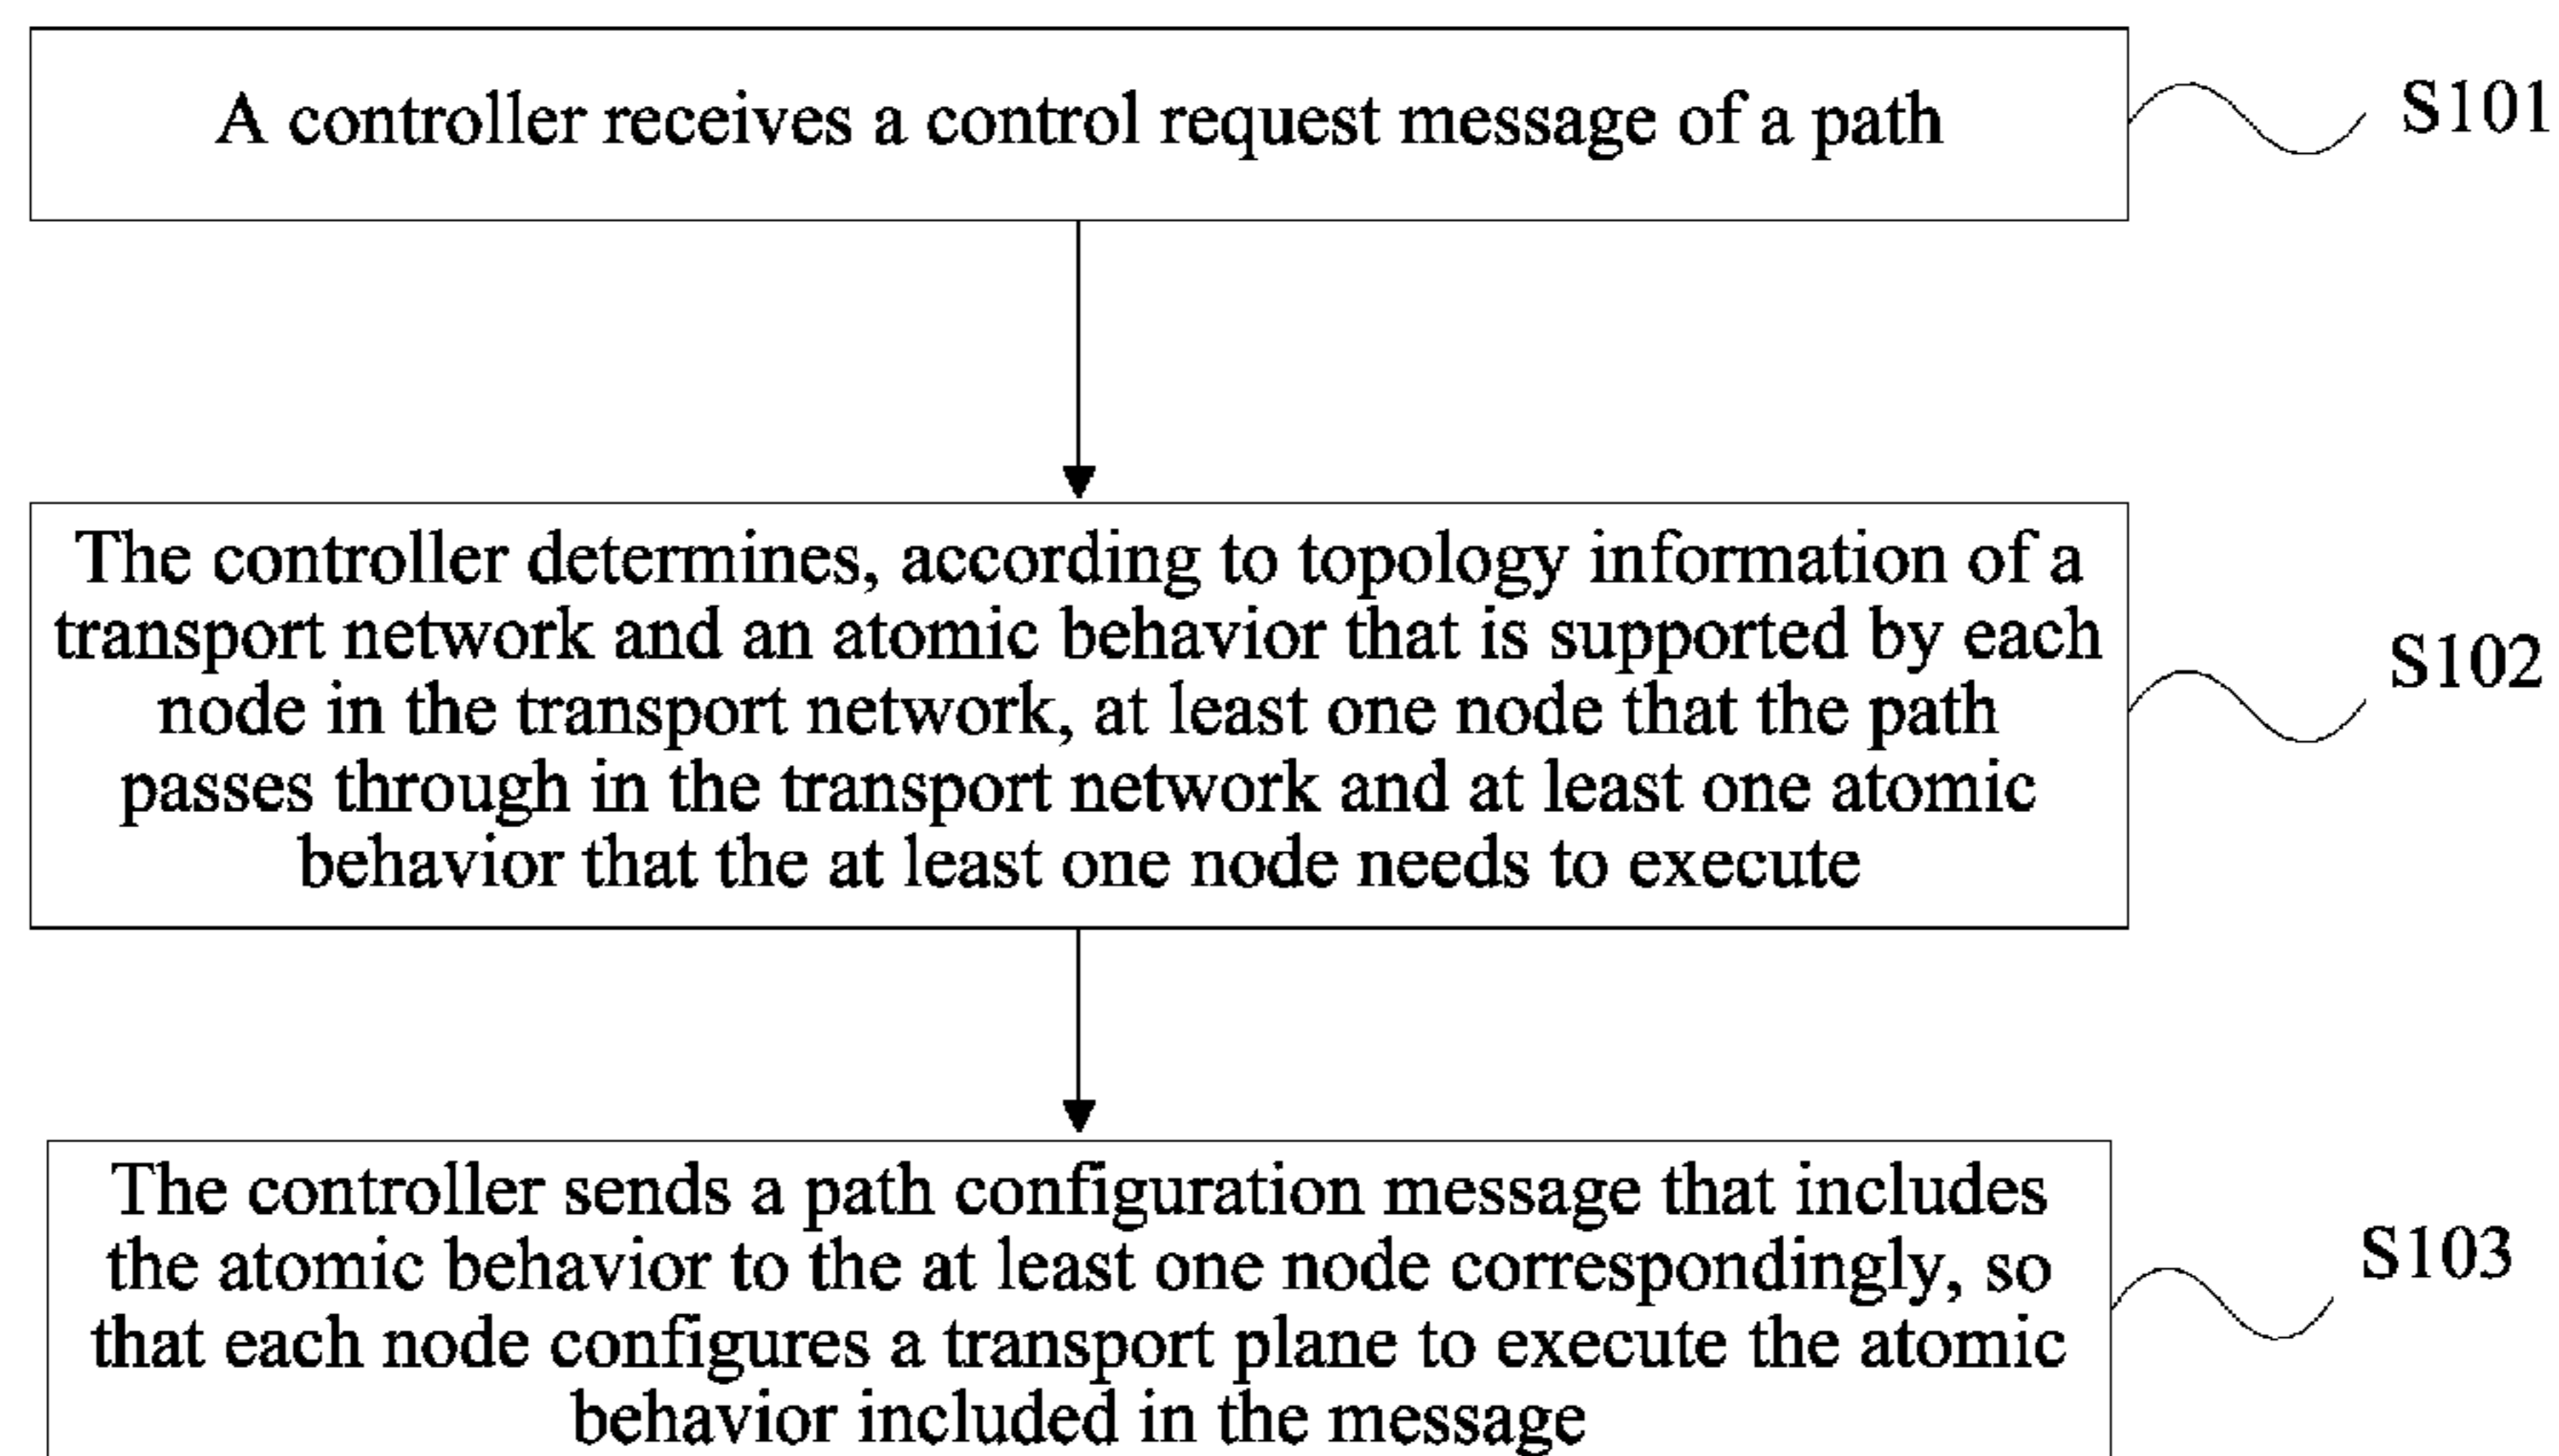 A controller receives a control request message of a path
S101
The controller determines, according to topology information of a
transport network and an atomic behavior that is supported by each
node in the transport network, at least one node that the path
passes through in the transport network and at least one atomic
behavior that the at least one node needs to execute
S102
The controller sends a path configuration message that includes
the atomic behavior to the at least one node correspondingly, so
that each node configures a transport plane to execute the atomic
behavior included in the message
S103